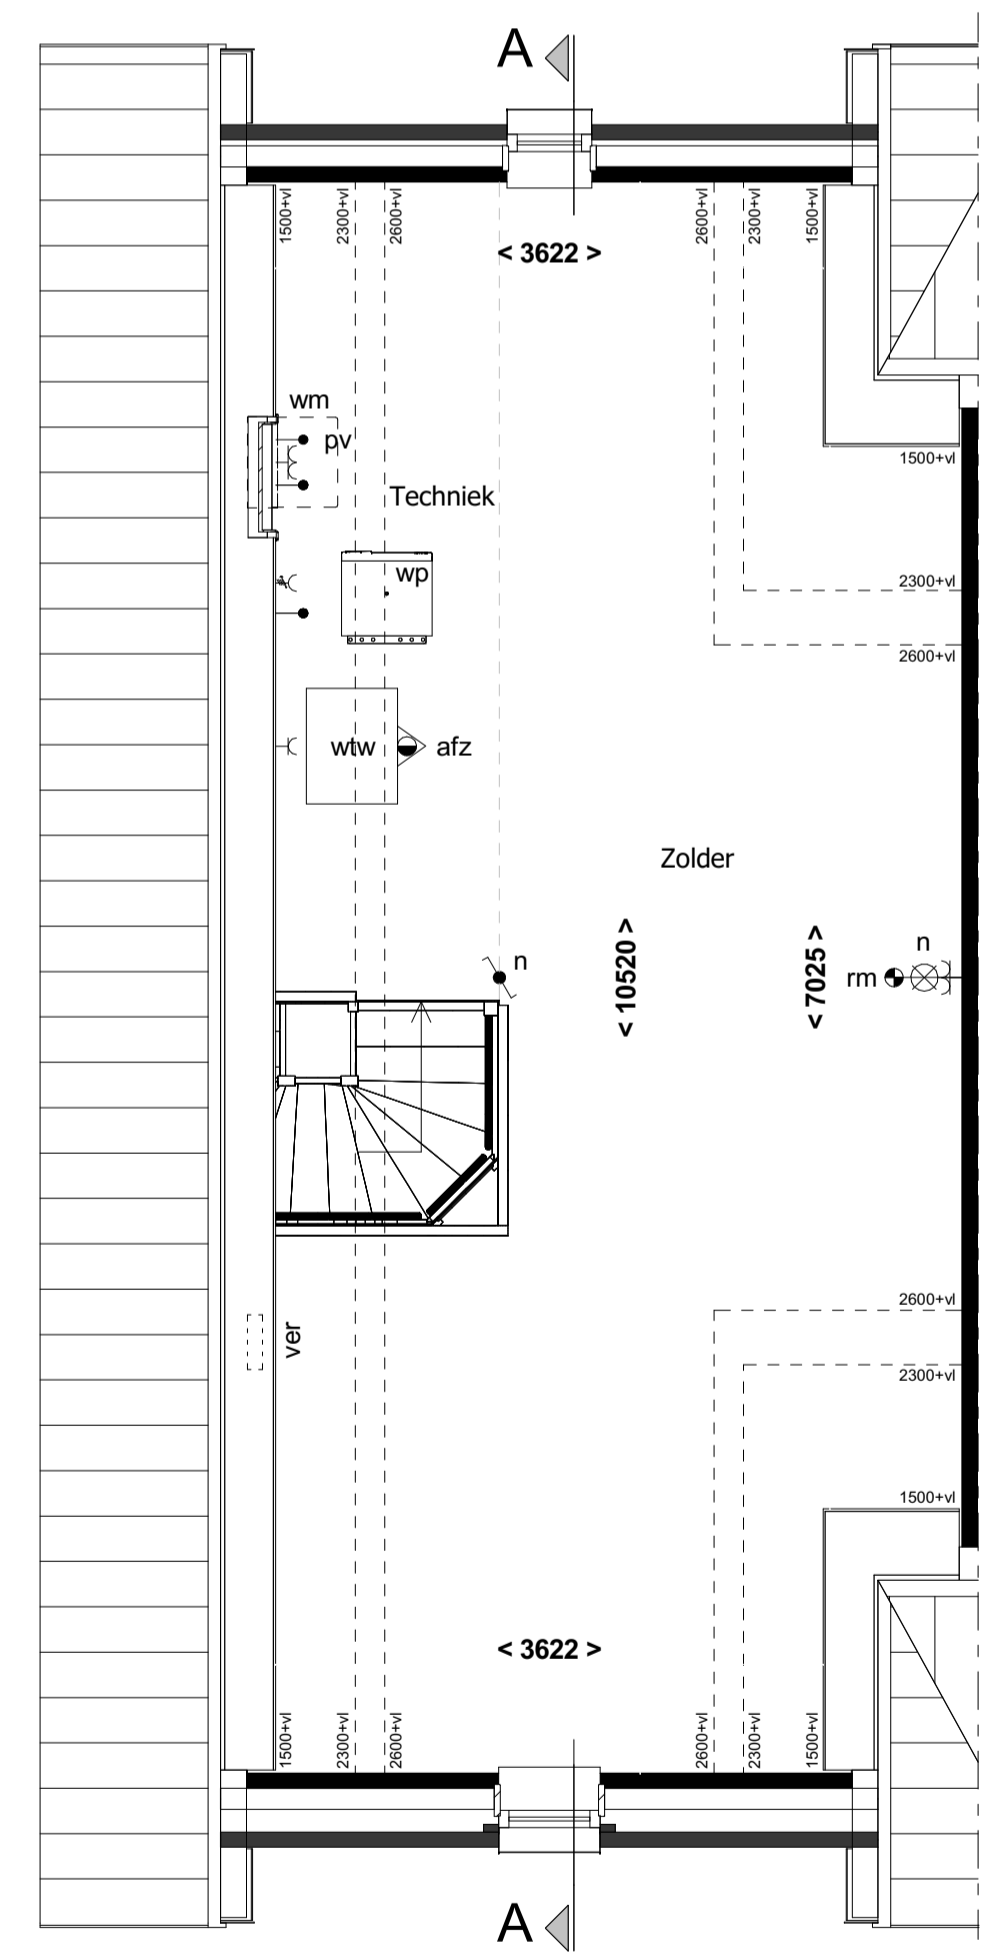 A
1500+vl
2300+vl
2600+vl
2600+vl
2300+vl
1500+vl
< 3622 >
wm
pv
1500+vl
Techniek
wp
2300+vl
2600+vl
wtw
afz
Zolder
< 10520 >
< 7025 >
n
n
rm
2600+vl
ver
2300+vl
1500+vl
< 3622 >
1500+vl
2300+vl
2600+vl
2600+vl
2300+vl
1500+vl
A